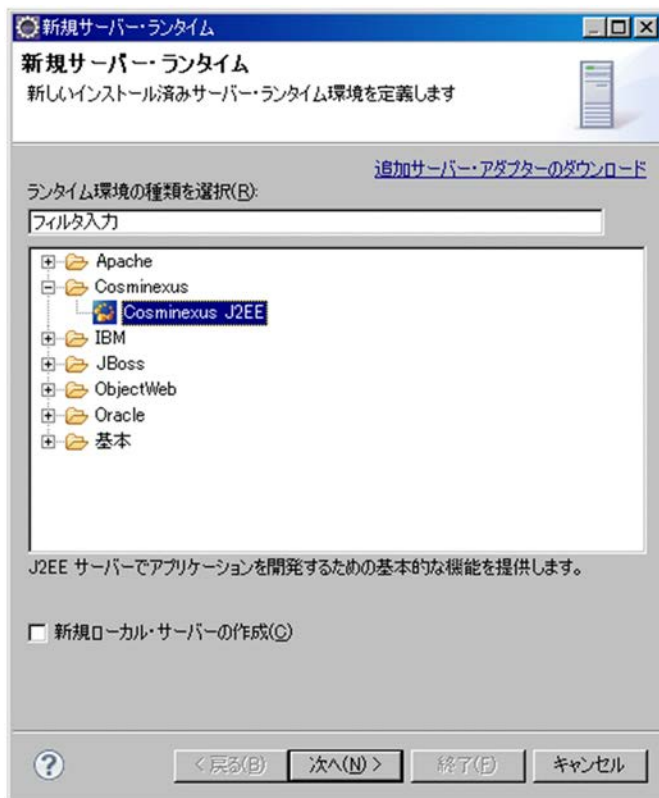 新規サーバー・ランタイム
新規サーバー・ランタイム
新しいインストール済みサーバー・ランタイム環境を定義します
追加サーバー・アダプターのダウンロード
ランタイム環境の種類を選択(R):
フィルタ入力
Apache
Cosminexus
Cosminexus J2EE
IBM
JBoss
ObjectWeb
Oracle
基本
J2EE サーバーでアプリケーションを開発するための基本的な機能を提供します。
新規ローカル・サーバーの作成(C)
< 戻る(B) 次へ(N) > 終了(F) キャンセル